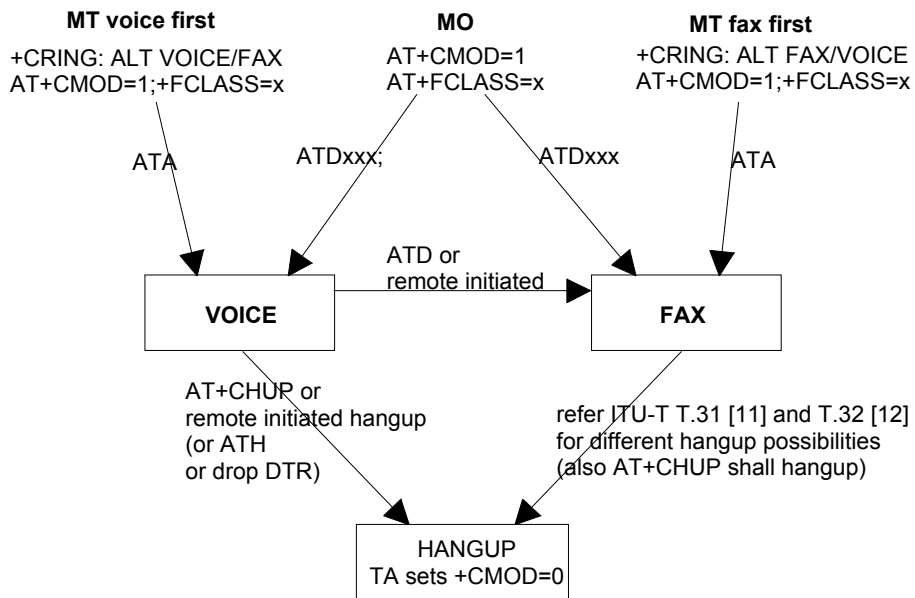 MT voice first
+CRING: ALT VOICE/FAX
AT+CMOD=1;+FCLASS=x
MO
AT+CMOD=1
AT+FCLASS=x
MT fax first
+CRING: ALT FAX/VOICE
AT+CMOD=1;+FCLASS=x
ATA
ATDxxx;
ATDxxx
ATA
ATD or
remote initiated
VOICE
FAX
AT+CHUP or
remote initiated hangup
(or ATH
or drop DTR)
refer ITU-T T.31 [11] and T.32 [12]
for different hangup possibilities
(also AT+CHUP shall hangup)
HANGUP
TA sets +CMOD=0